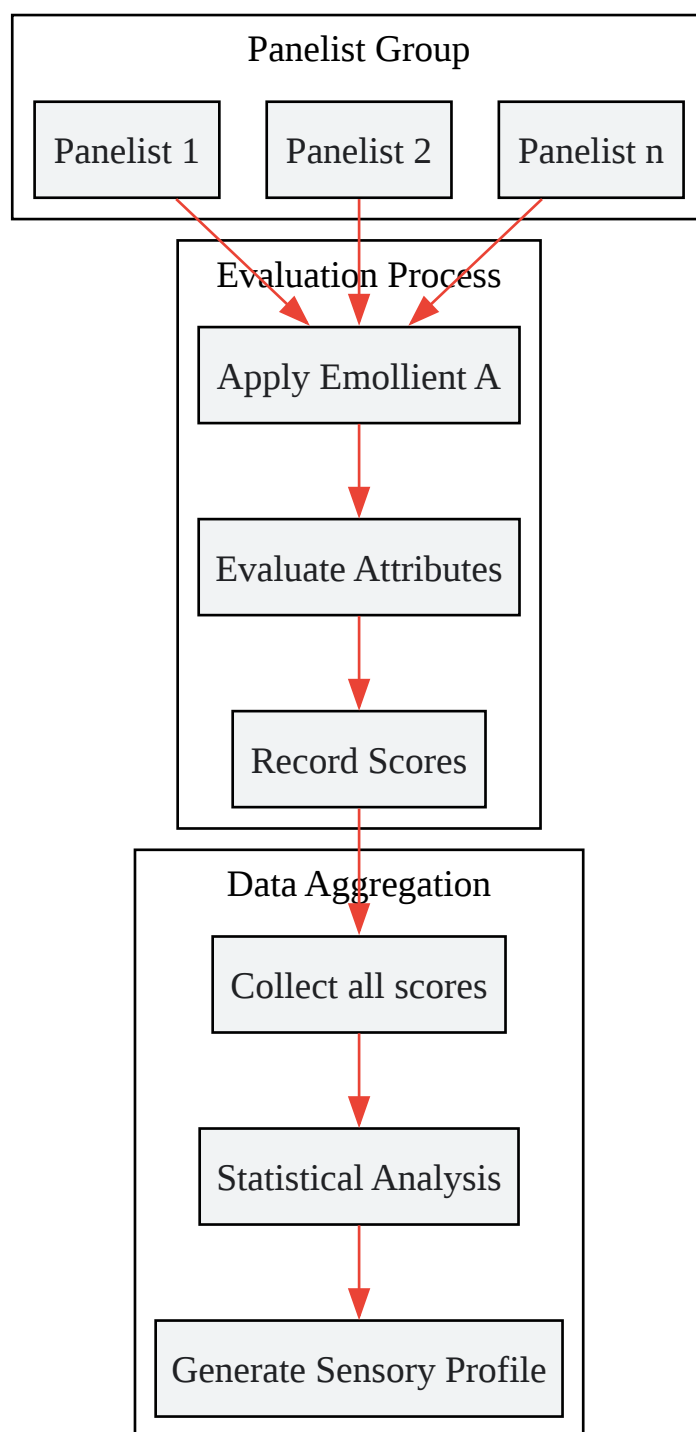 Panelist Group
Panelist 1
Panelist 2
Panelist n
Evaluation Process
Apply Emollient A
Evaluate Attributes
Record Scores
Data Aggregation
Collect all scores
Statistical Analysis
Generate Sensory Profile